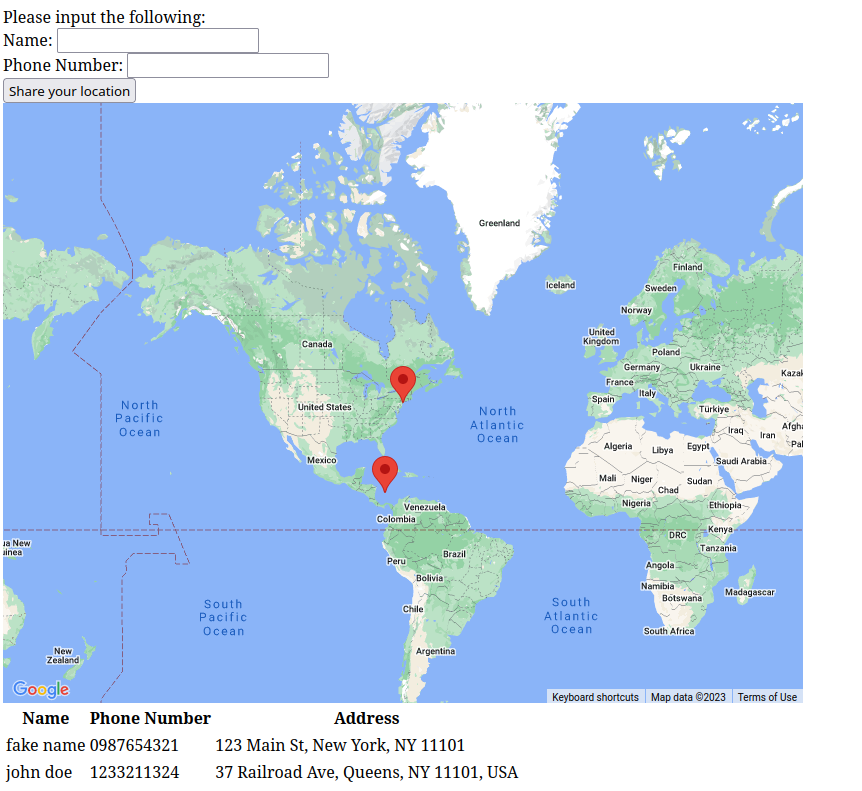 Please input the following:
Name:
Phone Number:
Share your location
Greenland
Iceland
Finland
Sweden
Norway
United
Kingdom
Canada
Poland
Germany
Ukraine
Kazak
France
Italy
Spain
United States
Türkiye
North
Pacific
Ocean
North
Atlantic
Ocean
Iraq
Iran
Afgha
Pak
Algeria
Libya
Egypt
Saudi Arabia
Mexico
Mali
Niger
Chad
Sudan
Nigeria
Ethiopia
Venezuela
Colombia
Kenya
DRC
Tanzania
ua New
uinea
Peru
Brazil
Angola
Bolivia
Namibia
Botswana
Madagascar
South
Pacific
Ocean
South
Atlantic
Ocean
Chile
South Africa
New
Zealand
Argentina
Google
Keyboard shortcuts Map data ©2023 Terms of Use
Name Phone Number Address
fake name 0987654321 123 Main St, New York, NY 11101
john doe 1233211324 37 Railroad Ave, Queens, NY 11101, USA